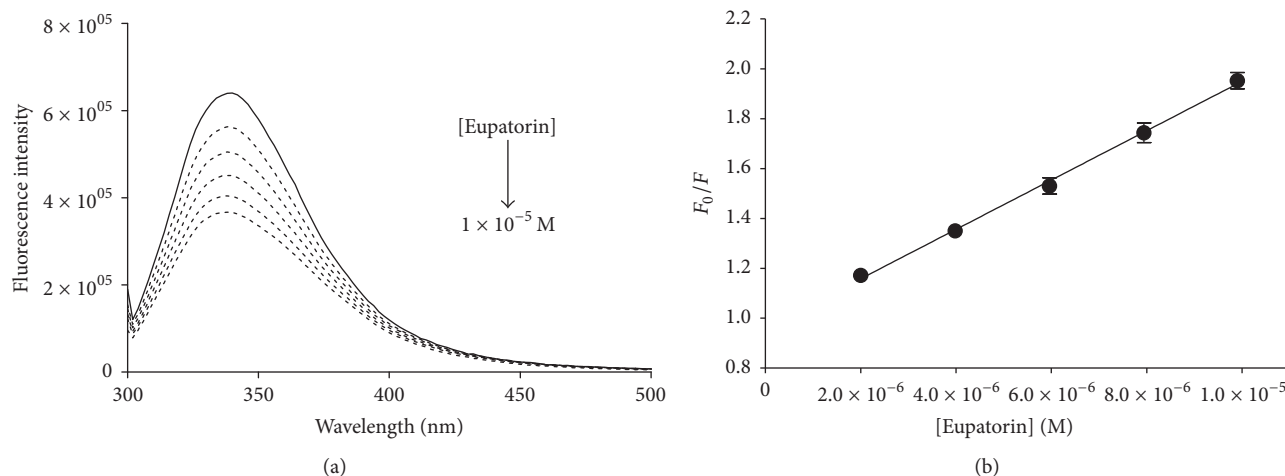 8 × 10⁰⁵
6 × 10⁰⁵
4 × 10⁰⁵
2 × 10⁰⁵
0
Fluorescence intensity
300
350
400
450
500
Wavelength (nm)
[Eupatorin]
1 × 10⁻⁵ M
(a)
2.2
2.0
1.8
1.6
1.4
1.2
1.0
0.8
F₀/F
0
2.0 × 10⁻⁶
4.0 × 10⁻⁶
6.0 × 10⁻⁶
8.0 × 10⁻⁶
1.0 × 10⁻⁵
[Eupatorin] (M)
(b)